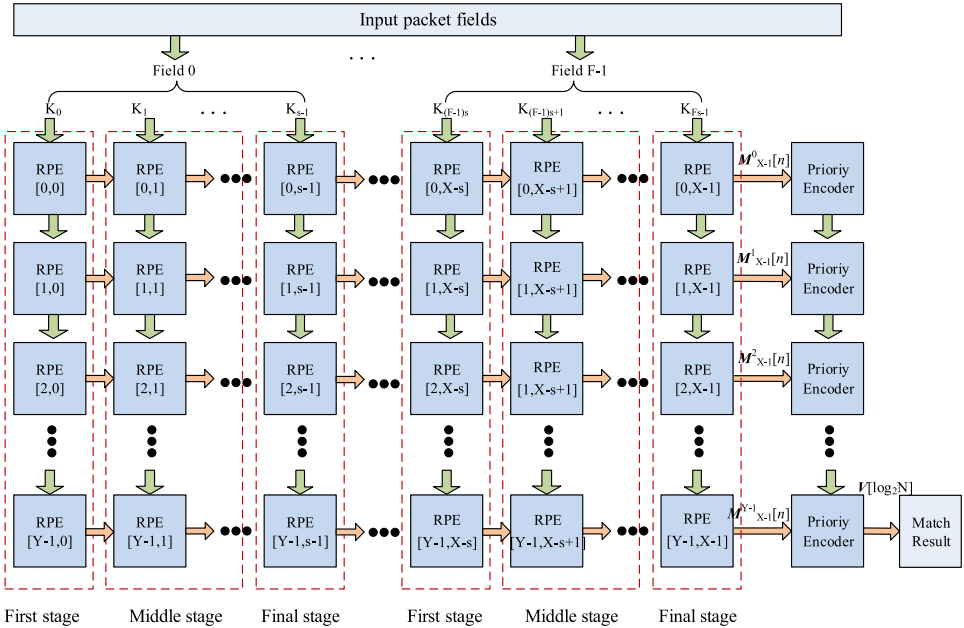 Input packet fields
. . .
Field 0 Field F-1
K0 K1 . . . Ks-1 K(F-1)s K(F-1)s+1 . . . KFs-1
RPE RPE RPE RPE RPE RPE M0X-1[n] Prioriy
[0,0] [0,1] [0,s-1] [0,X-s] [0,X-s+1] [0,X-1] Encoder
RPE RPE RPE RPE RPE RPE M1X-1[n] Prioriy
[1,0] [1,1] [1,s-1] [1,X-s] [1,X-s+1] [1,X-1] Encoder
RPE RPE RPE RPE RPE RPE M2X-1[n] Prioriy
[2,0] [2,1] [2,s-1] [2,X-s] [1,X-s+1] [2,X-1] Encoder
V[log2N]
RPE RPE RPE RPE RPE RPE MY-1X-1[n] Prioriy Match
[Y-1,0] [Y-1,1] [Y-1,s-1] [Y-1,X-s] [Y-1,X-s+1] [Y-1,X-1] Encoder Result
First stage Middle stage Final stage First stage Middle stage Final stage